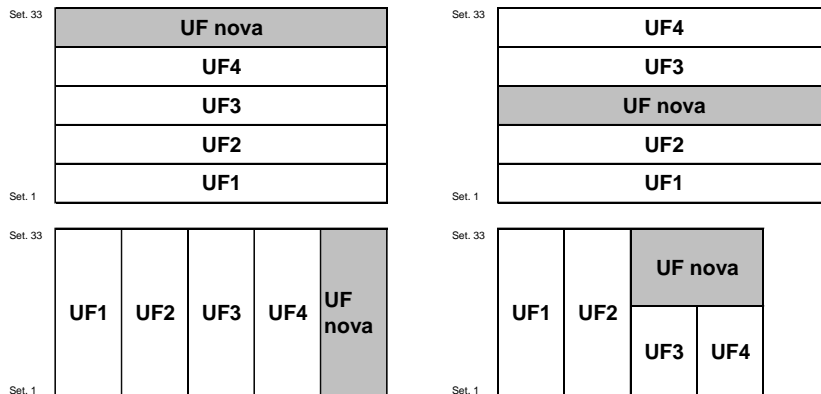 Set. 33
UF nova
UF4
UF3
UF2
UF1
Set. 1
Set. 33
UF4
UF3
UF nova
UF2
UF1
Set. 1
Set. 33
UF1 UF2 UF3 UF4 UF
nova
Set. 1
Set. 33
UF nova
UF1 UF2
UF3 UF4
Set. 1